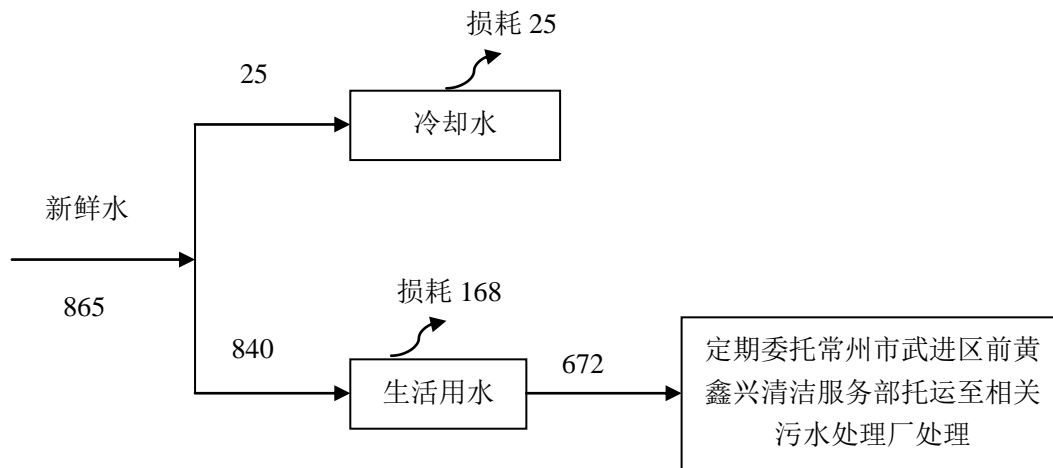 损耗 25
25
冷却水
新鲜水
865
损耗 168
840
生活用水
672
定期委托常州市武进区前黄
鑫兴清洁服务部托运至相关
污水处理厂处理